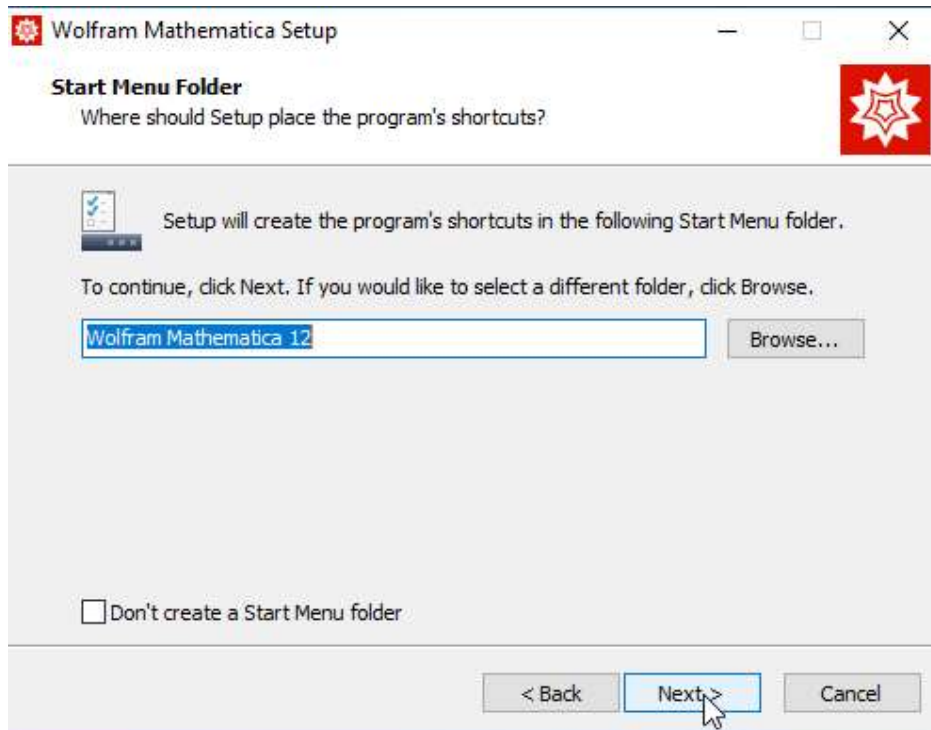 Wolfram Mathematica Setup
Start Menu Folder
Where should Setup place the program's shortcuts?
Setup will create the program's shortcuts in the following Start Menu folder.
To continue, click Next. If you would like to select a different folder, click Browse.
Wolfram Mathematica 12
Browse...
Don't create a Start Menu folder
< Back
Next >
Cancel